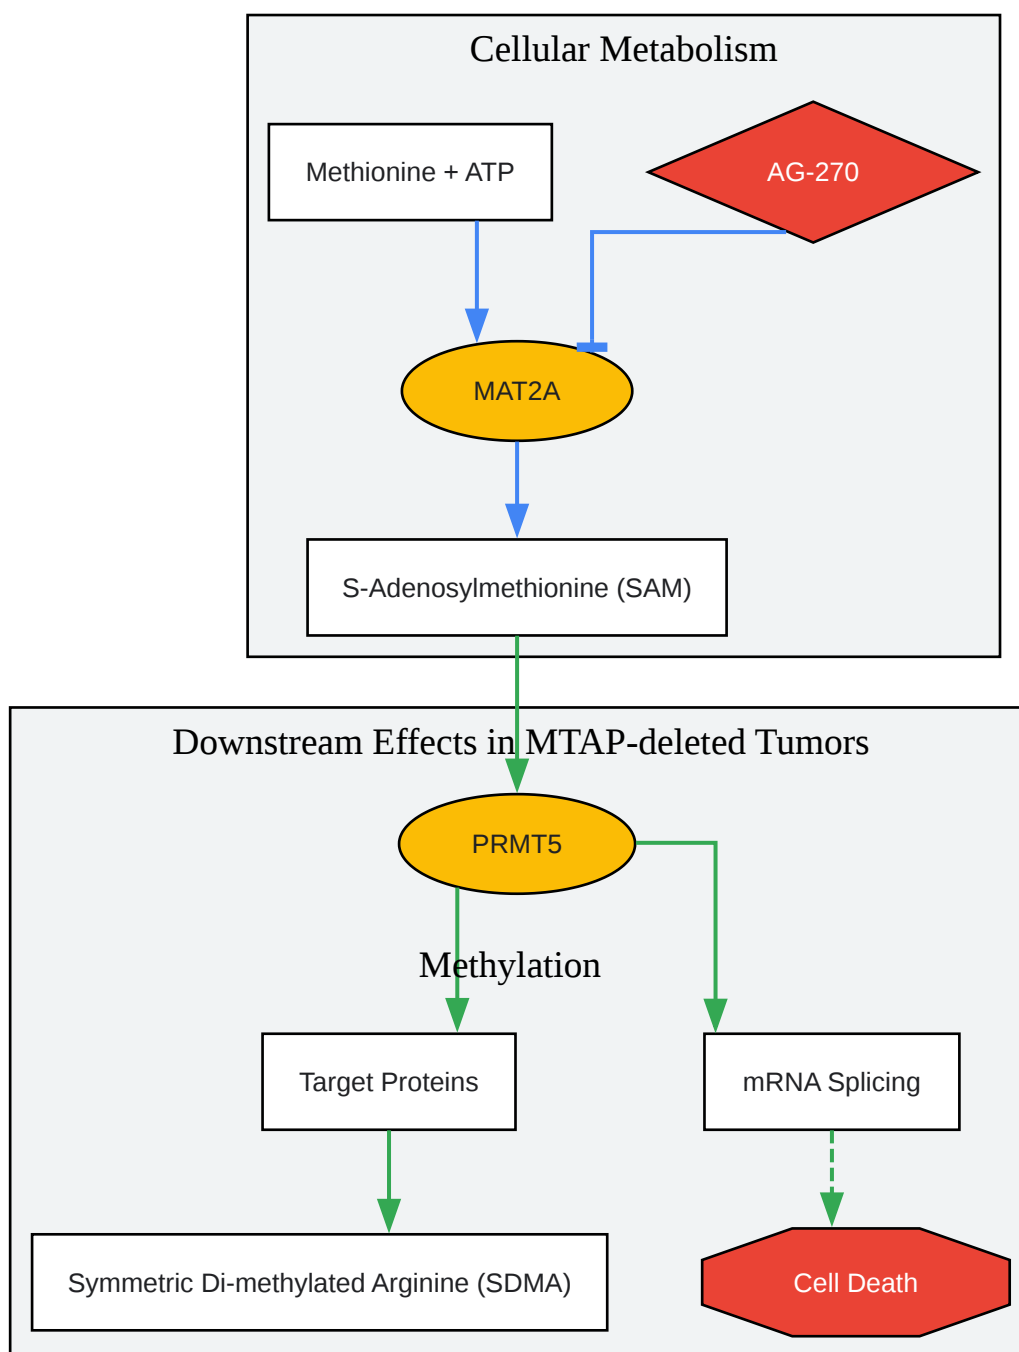 Cellular Metabolism
Methionine + ATP
AG-270
MAT2A
S-Adenosylmethionine (SAM)
Downstream Effects in MTAP-deleted Tumors
PRMT5
Methylation
Target Proteins
mRNA Splicing
Symmetric Di-methylated Arginine (SDMA)
Cell Death